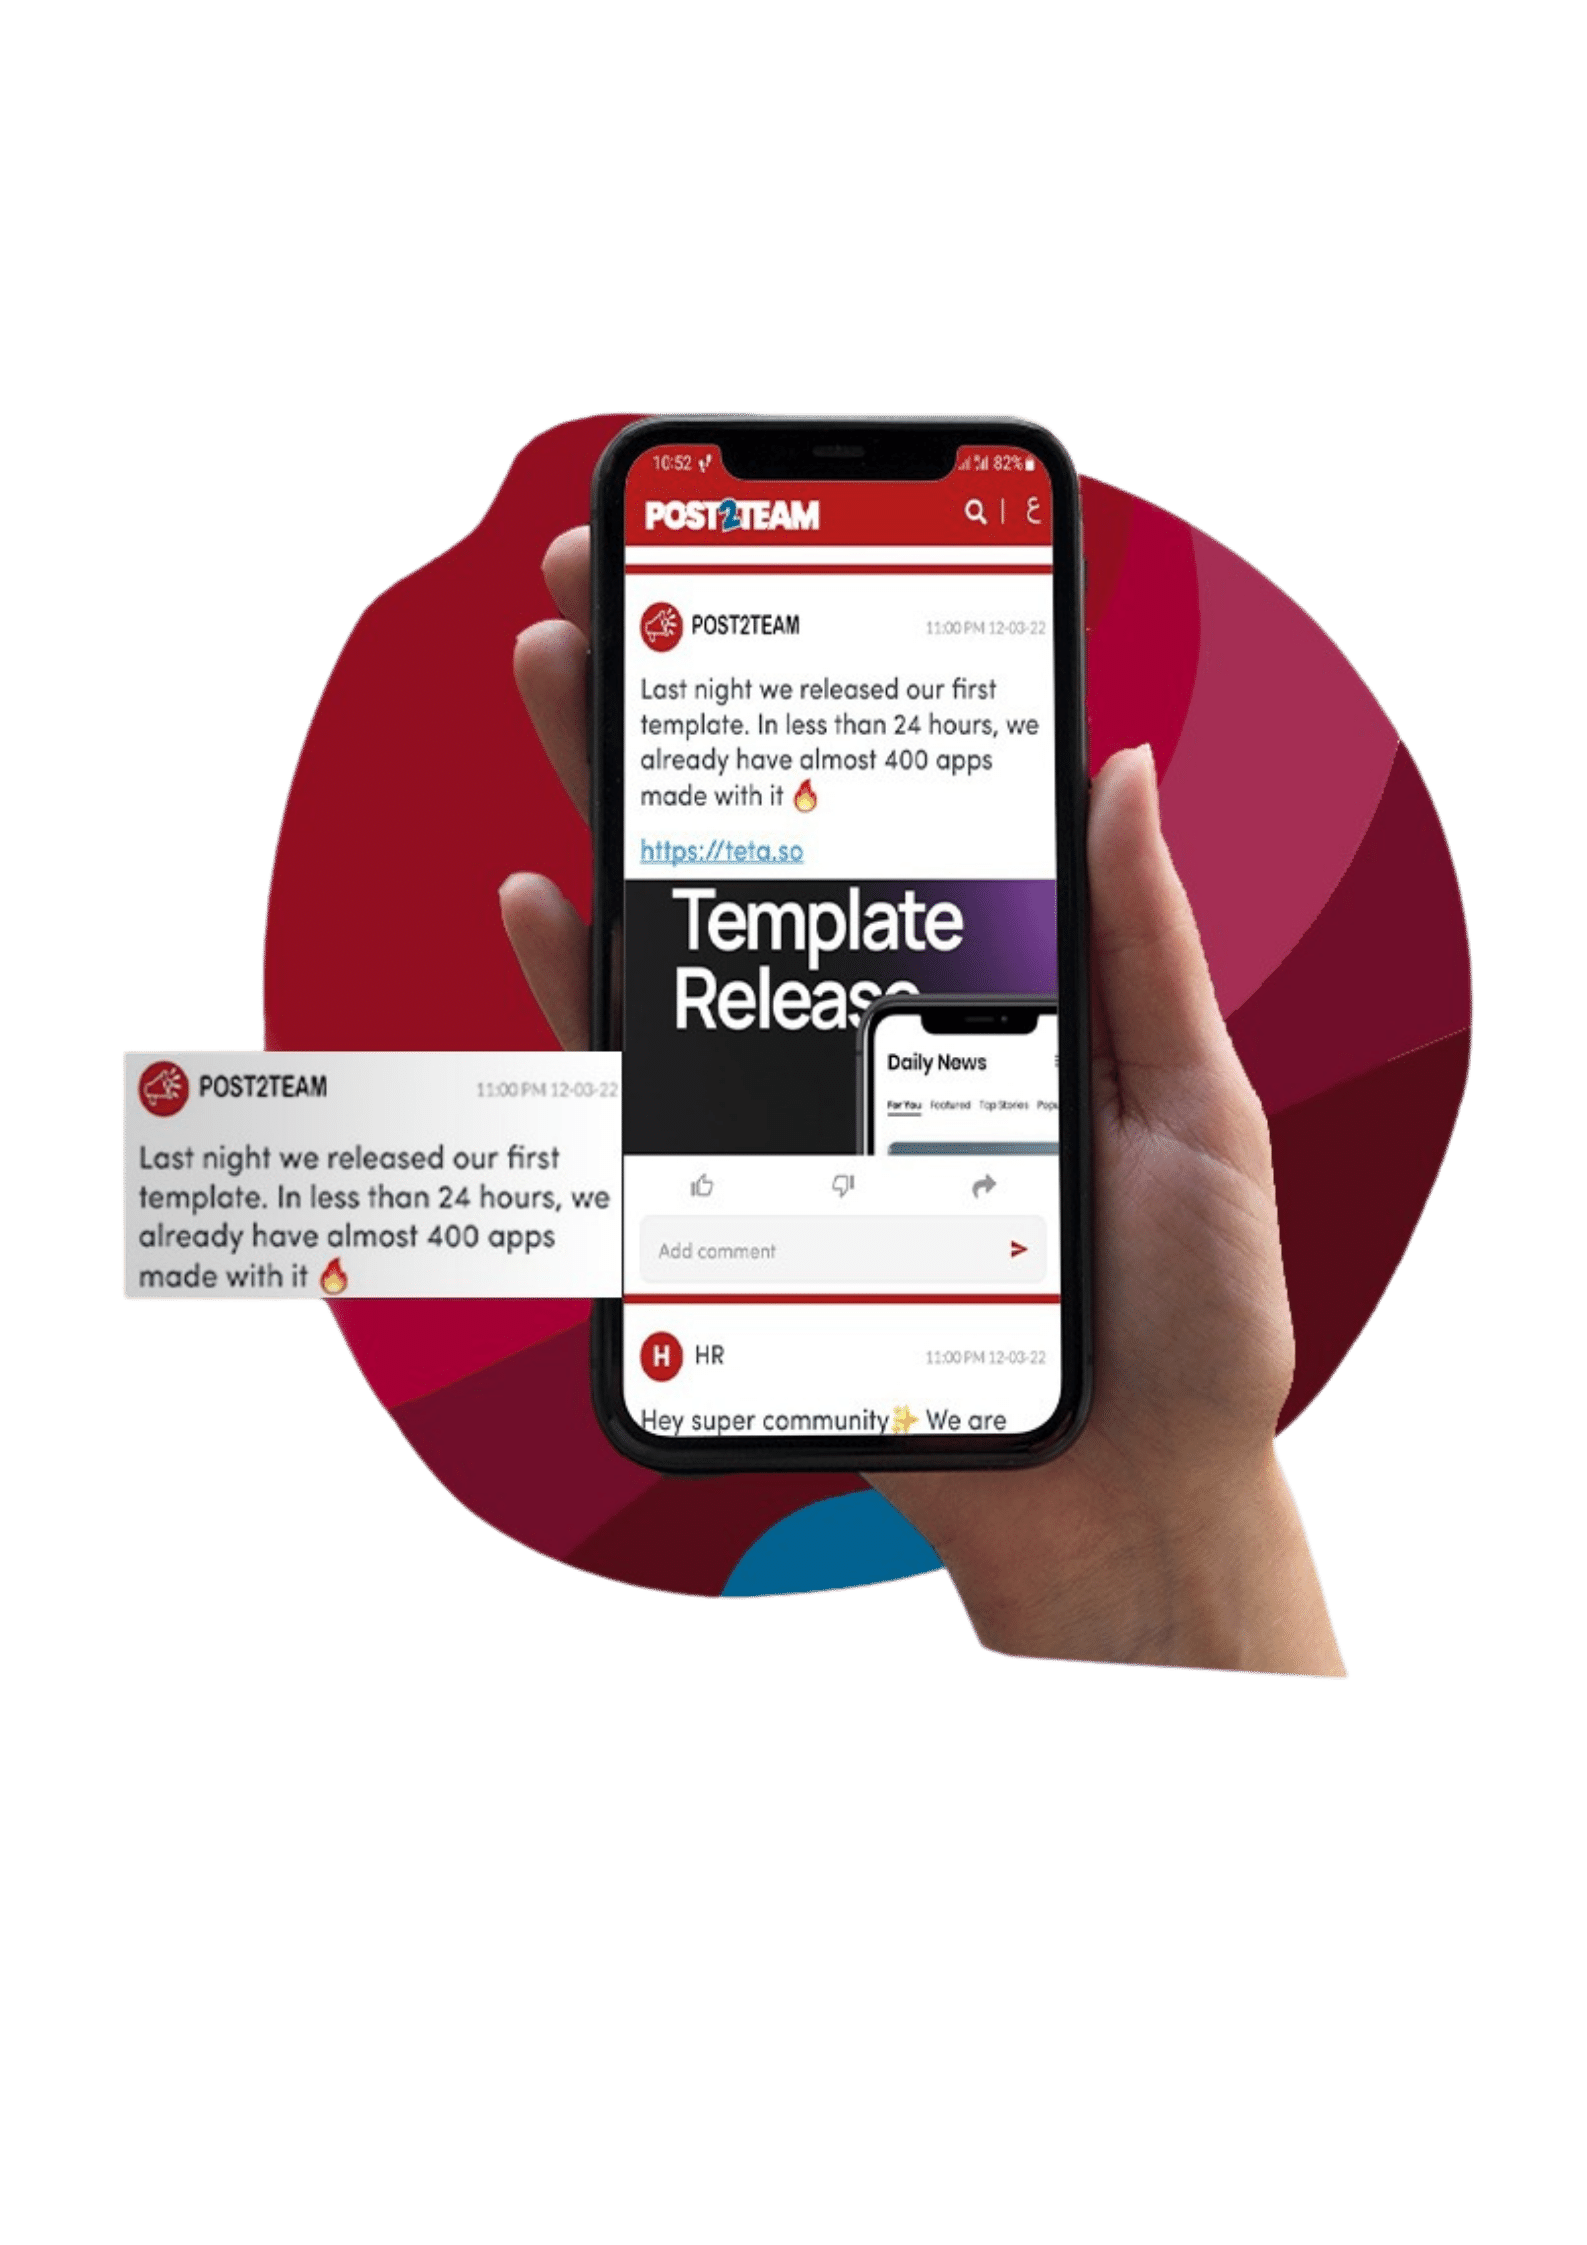 10:52
82%
POST2TEAM
ع
POST2TEAM
11:00 PM 12-03-22
Last night we released our first
template. In less than 24 hours, we
already have almost 400 apps
made with it 🔥
https://teta.so
Template
Release
Daily News
For You Featured Top Stories
Add comment
H
HR
11:00 PM 12-03-22
Hey super community✨ We are
POST2TEAM
11:00 PM 12-03-22
Last night we released our first
template. In less than 24 hours, we
already have almost 400 apps
made with it 🔥